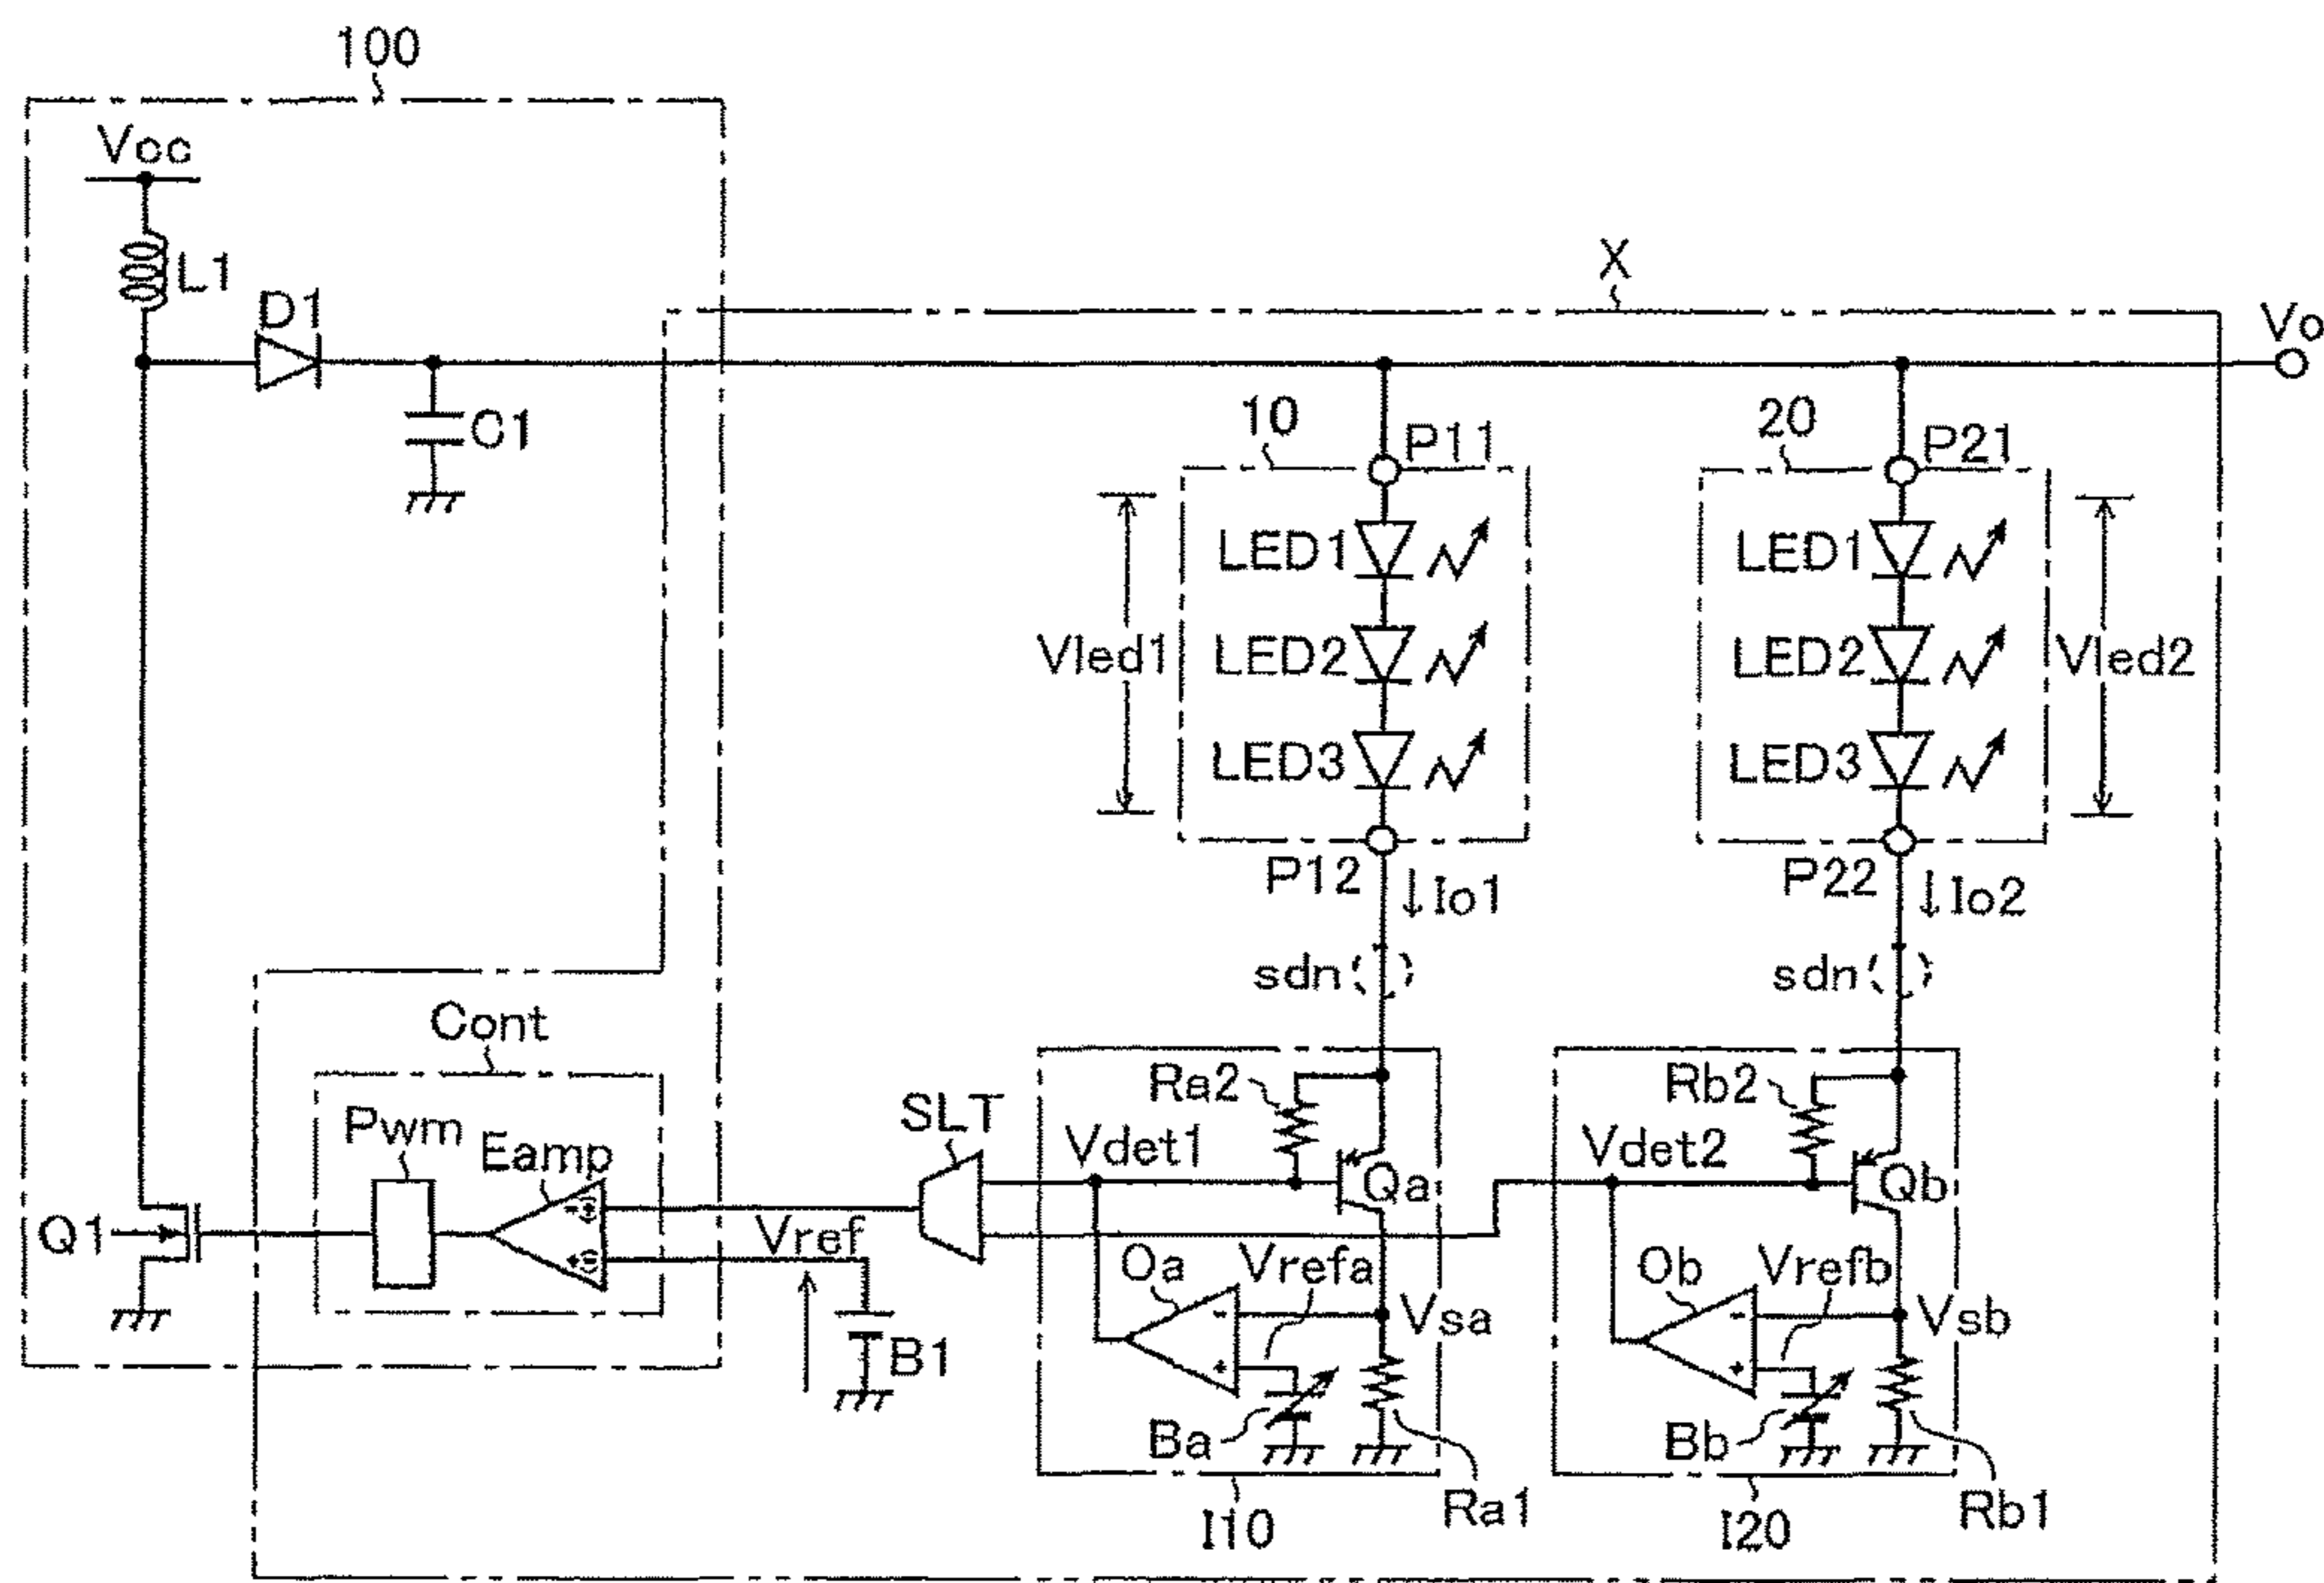 100
Vcc
L1
D1
C1
X
Vo
10
P11
20
P21
LED1
LED1
Vled1
LED2
LED2
Vled2
LED3
LED3
P12
Io1
P22
Io2
sdn
sdn
Cont
Pwm
Eamp
-(+)
+(-)
Q1
Vref
B1
SLT
Ra2
Vdet1
Qa
Rb2
Vdet2
Qb
Oa
Vrefa
Vsa
-
+
Ob
Vrefb
Vsb
-
+
Ba
Bb
Ra1
Rb1
I10
I20